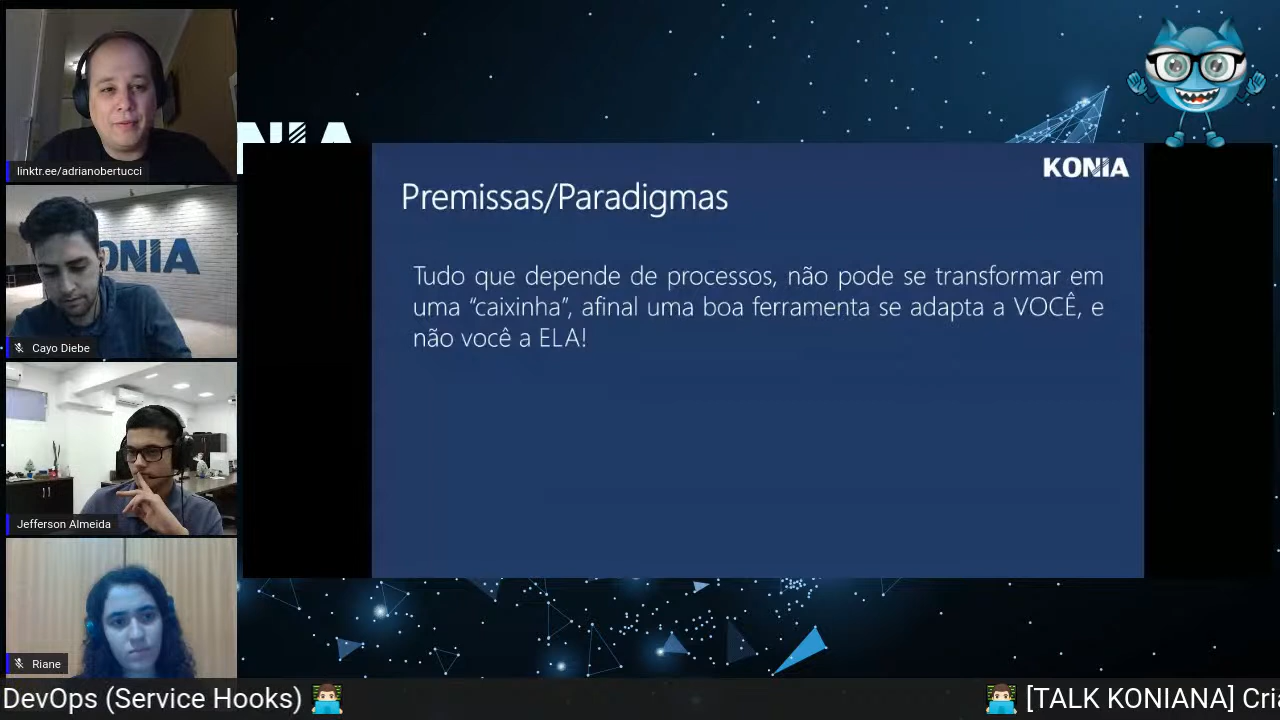 linktr.ee/adrianobertucci
Cayo Diebe
Jefferson Almeida
Riane
ONIA
KONIA
Premissas/Paradigmas
Tudo que depende de processos, não pode se transformar em
uma “caixinha”, afinal uma boa ferramenta se adapta a VOCÊ, e
não você a ELA!
DevOps (Service Hooks) 👨🏻‍💻 👨🏻‍💻 [TALK KONIANA] Cria